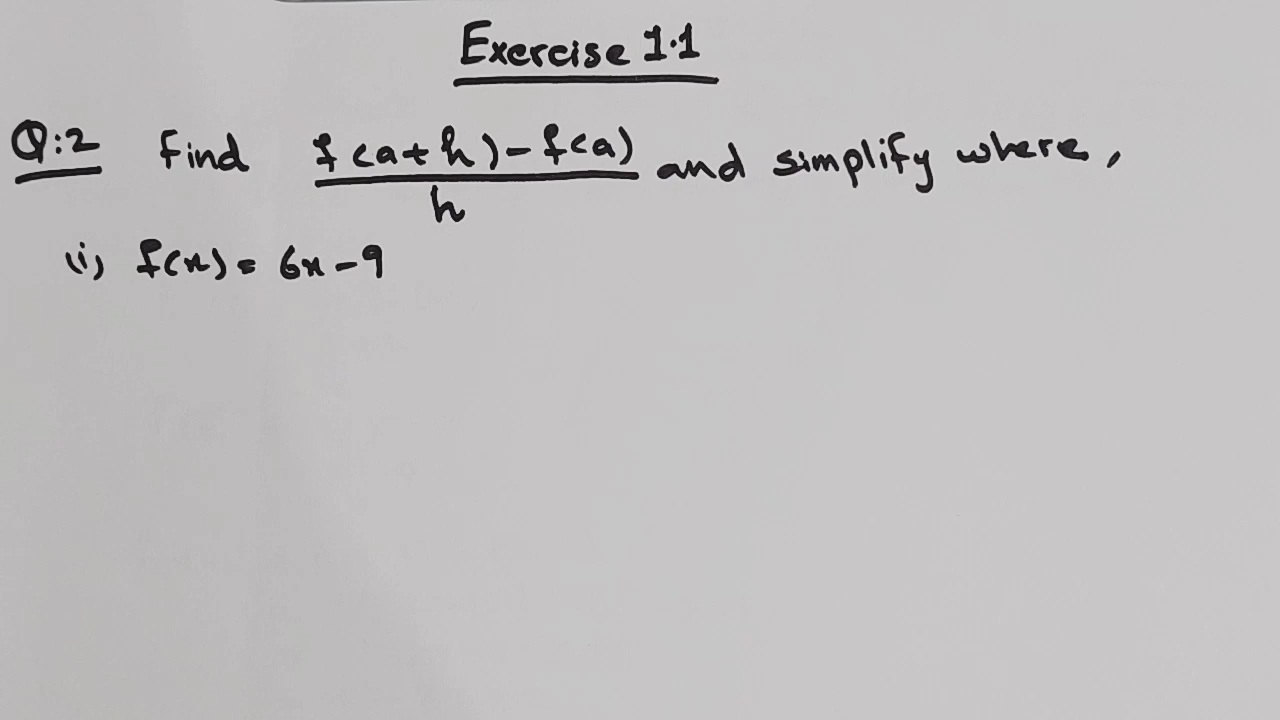 Exercise 1.1
Q:2 Find f(a+h)-f(a)/h and simplify where,
(i) f(x) = 6x-9